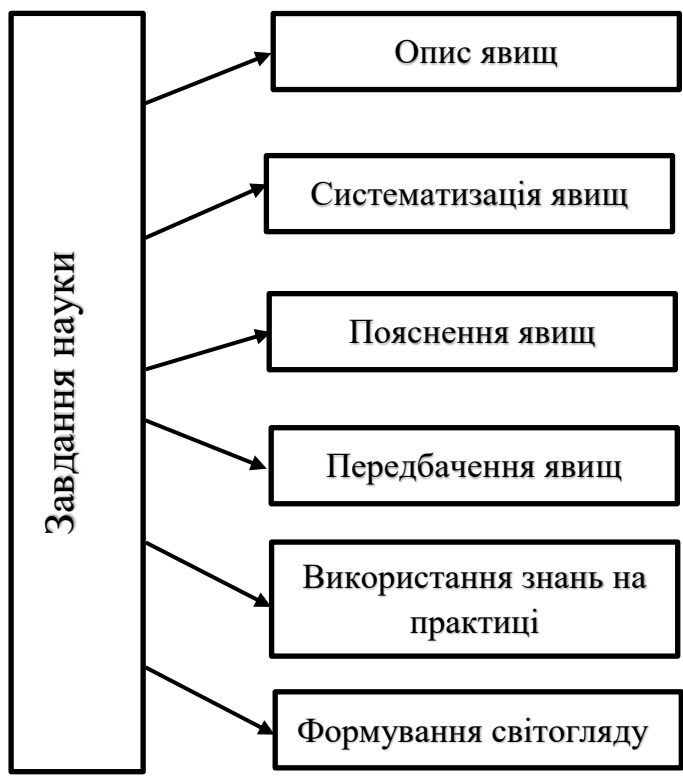 Завдання науки
Опис явищ
Систематизація явищ
Пояснення явищ
Передбачення явищ
Використання знань на
практиці
Формування світогляду